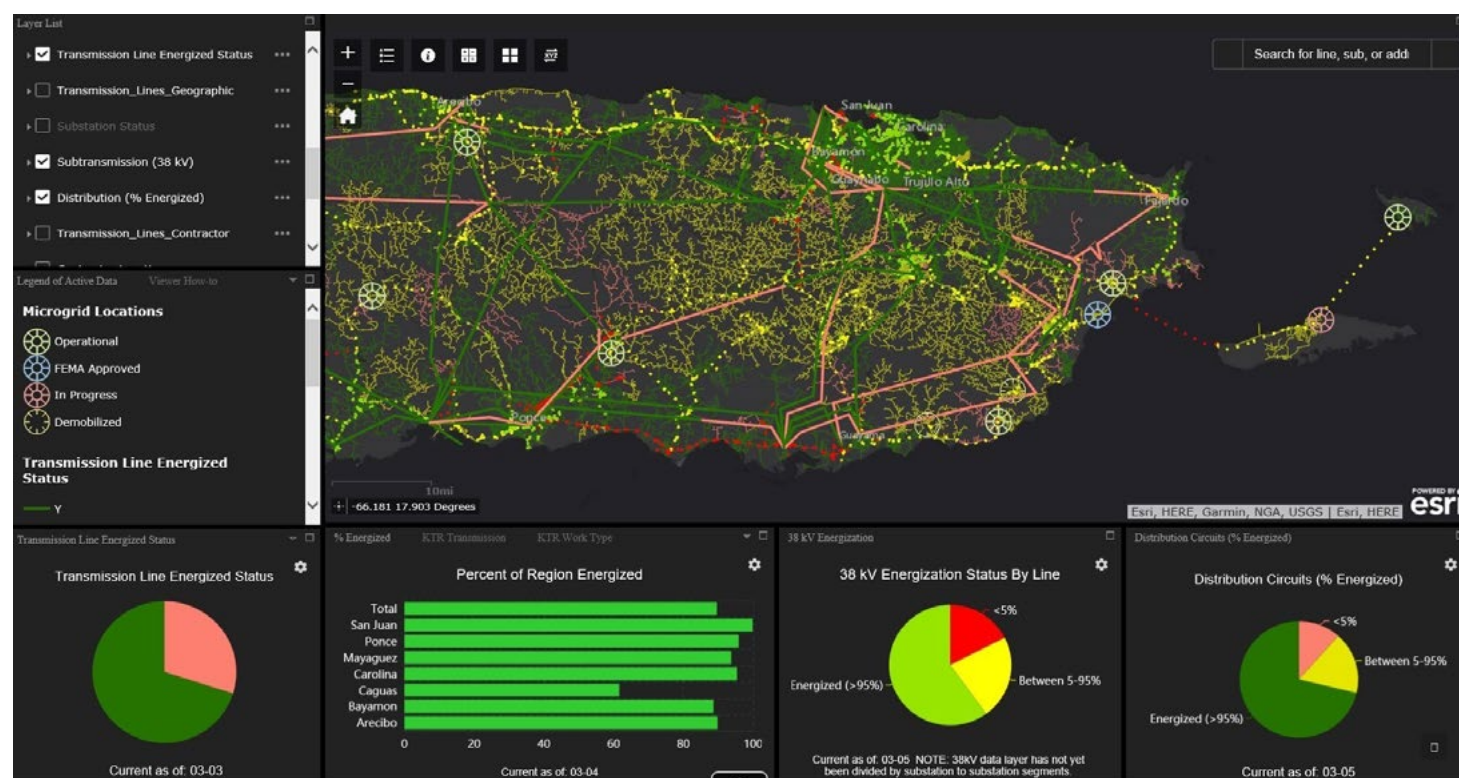 Layer List
Transmission Line Energized Status
Transmission_Lines_Geographic
Substation Status
Subtransmission (38 kV)
Distribution (% Energized)
Transmission_Lines_Contractor
Legend of Active Data Viewer How-to
Microgrid Locations
Operational
FEMA Approved
In Progress
Demobilized
Transmission Line Energized
Status
Y
XYZ
Search for line, sub, or add
Arecibo
San Juan
Carolina
Bayamon
Guaynabo
Trujillo Alto
Fajardo
Ponce
Guayama
10mi
-66.181 17.903 Degrees
Esri, HERE, Garmin, NGA, USGS | Esri, HERE
POWERED BY
esri
Transmission Line Energized Status
Transmission Line Energized Status
Current as of: 03-03
% Energized KTR Transmission KTR Work Type
Percent of Region Energized
Total
San Juan
Ponce
Mayaguez
Carolina
Caguas
Bayamon
Arecibo
0 20 40 60 80 100
Current as of: 03-04
38 kV Energization
38 kV Energization Status By Line
<5%
Between 5-95%
Energized (>95%)
Current as of: 03-05 NOTE: 38kV data layer has not yet
been divided by substation to substation segments
Distribution Circuits (% Energized)
Distribution Circuits (% Energized)
<5%
Between 5-95%
Energized (>95%)
Current as of: 03-05